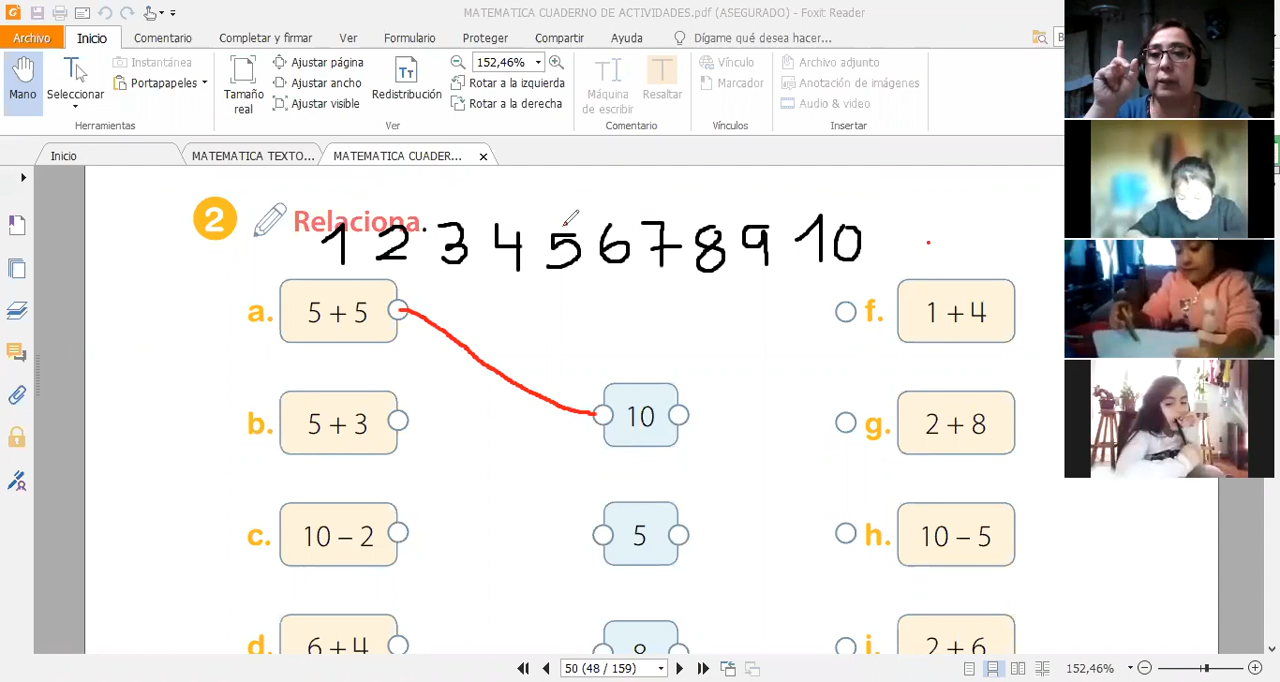 MATEMATICA CUADERNO DE ACTIVIDADES.pdf (ASEGURADO) - Foxit Reader
Archivo Inicio Comentario Completar y firmar Ver Formulario Proteger Compartir Ayuda Dígame qué desea hacer...
Mano
Seleccionar
Instantánea
Portapapeles
Herramientas
Tamaño real
Ajustar página
Ajustar ancho
Ajustar visible
Redistribución
152,46%
Rotar a la izquierda
Rotar a la derecha
Ver
Máquina de escribir
Resaltar
Comentario
Vínculo
Marcador
Vínculos
Archivo adjunto
Anotación de imágenes
Audio & video
Insertar
Inicio MATEMATICA TEXTO... MATEMATICA CUADER...
2 Relaciona.
1 2 3 4 5 6 7 8 9 10
a. 5 + 5 f. 1 + 4
10
b. 5 + 3 g. 2 + 8
c. 10 – 2 5 h. 10 – 5
d. 6 + 4 8 i. 2 + 6
50 (48 / 159) 152,46%